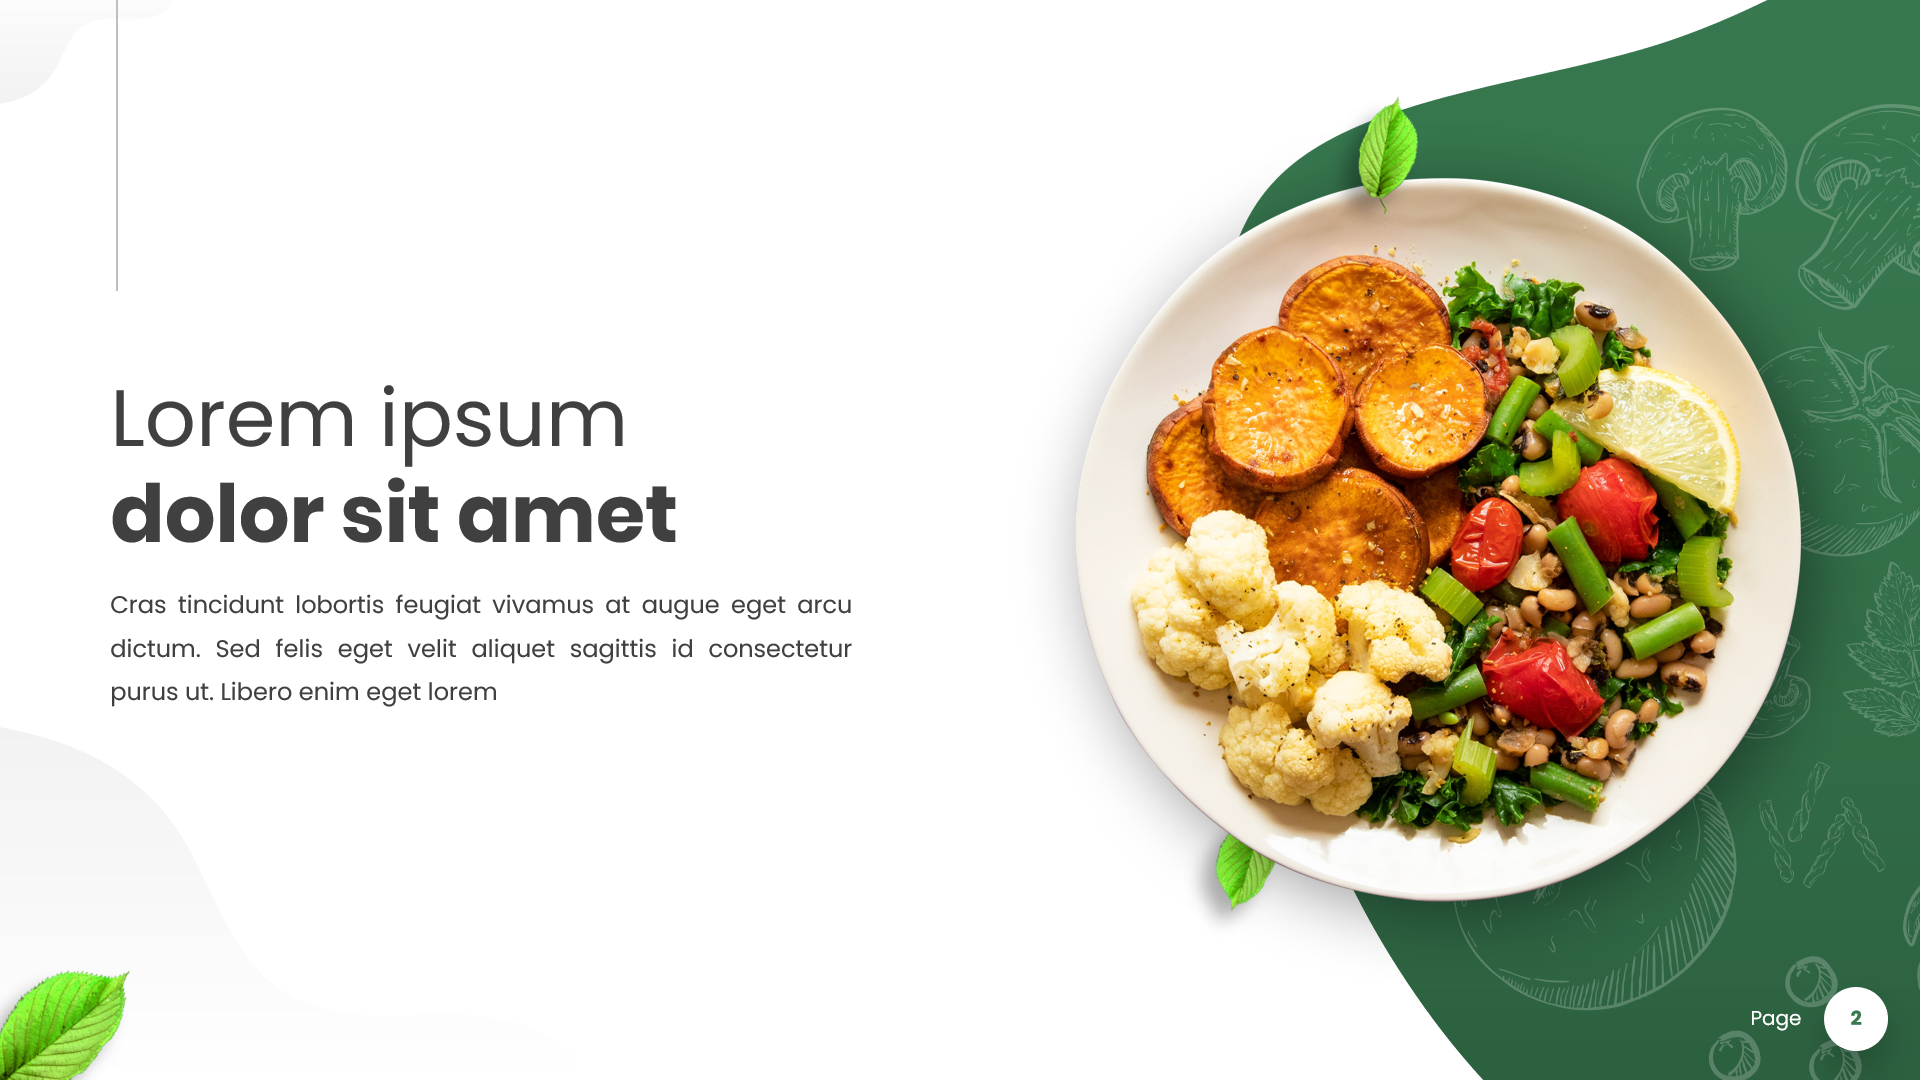 Lorem ipsum
dolor sit amet
Cras tincidunt lobortis feugiat vivamus at augue eget arcu
dictum. Sed felis eget velit aliquet sagittis id consectetur
purus ut. Libero enim eget lorem
Page 2